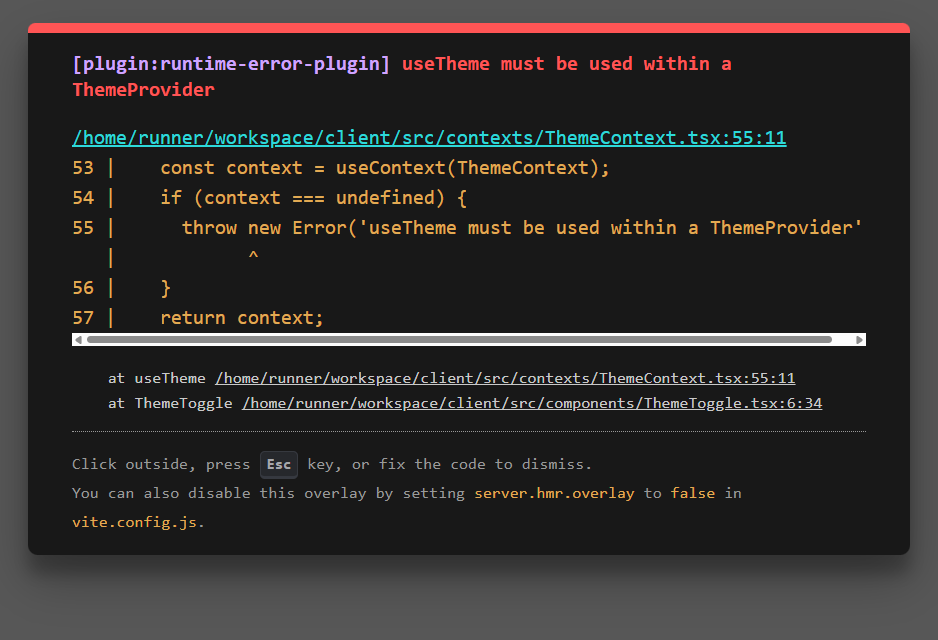 [plugin:runtime-error-plugin] useTheme must be used within a
ThemeProvider
/home/runner/workspace/client/src/contexts/ThemeContext.tsx:55:11
53 |    const context = useContext(ThemeContext);
54 |    if (context === undefined) {
55 |      throw new Error('useTheme must be used within a ThemeProvider'
   |            ^
56 |    }
57 |    return context;
at useTheme /home/runner/workspace/client/src/contexts/ThemeContext.tsx:55:11
at ThemeToggle /home/runner/workspace/client/src/components/ThemeToggle.tsx:6:34
Click outside, press Esc key, or fix the code to dismiss.
You can also disable this overlay by setting server.hmr.overlay to false in
vite.config.js.